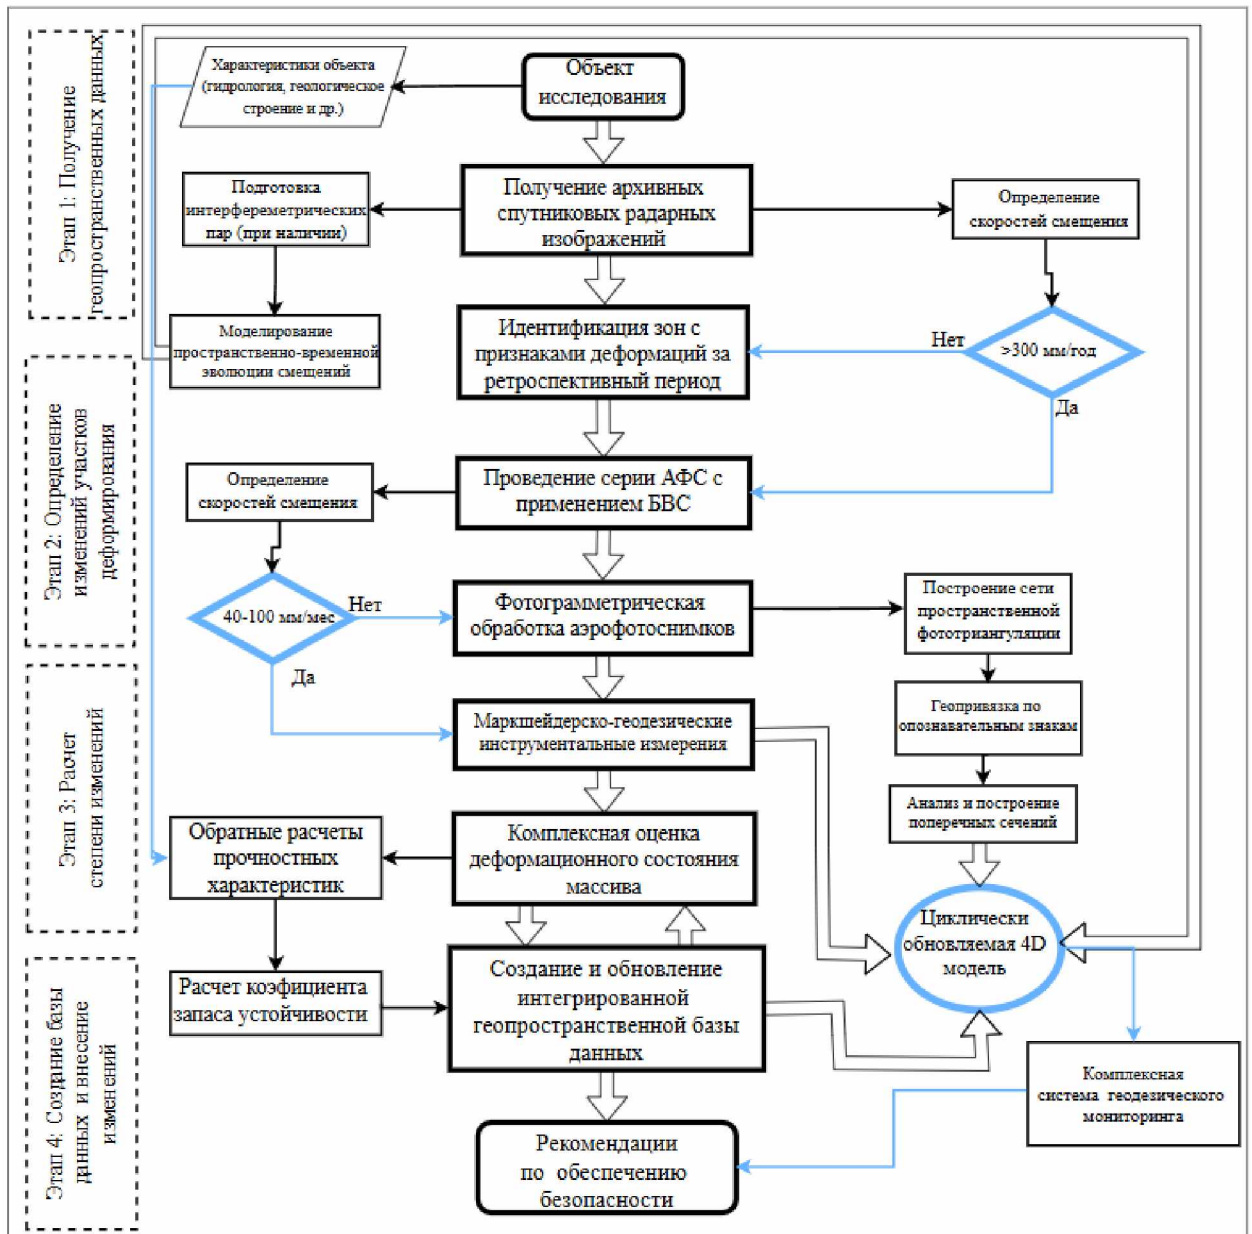 Этап 1: Получение
геопространственных данных
Характеристики объекта
(гидрология, геологическое
строение и др.)
Объект
исследования
Подготовка
интерфереметрических
пар (при наличии)
Получение архивных
спутниковых радарных
изображений
Определение
скоростей смещения
Моделирование
пространственно-временной
эволюции смещений
Идентификация зон с
признаками деформаций за
ретроспективный период
Нет
>300 мм/год
Да
Этап 2: Определение
изменений участков
деформирования
Определение
скоростей смещения
Проведение серии АФС с
применением БВС
40-100 мм/мес
Нет
Да
Фотограмметрическая
обработка аэрофотоснимков
Построение сети
пространственной
фототриангуляции
Этап 3: Расчет
степени изменений
Маркшейдерско-геодезические
инструментальные измерения
Геопривязка по
опознавательным знакам
Анализ и построение
поперечных сечений
Обратные расчеты
прочностных
характеристик
Комплексная оценка
деформационного состояния
массива
Циклически
обновляемая 4D
модель
Этап 4: Создание базы
данных и внесение
изменений
Расчет коефициента
запаса устойчивости
Создание и обновление
интегрированной
геопространственной базы
данных
Комплексная
система геодезического
мониторинга
Рекомендации
по обеспечению
безопасности